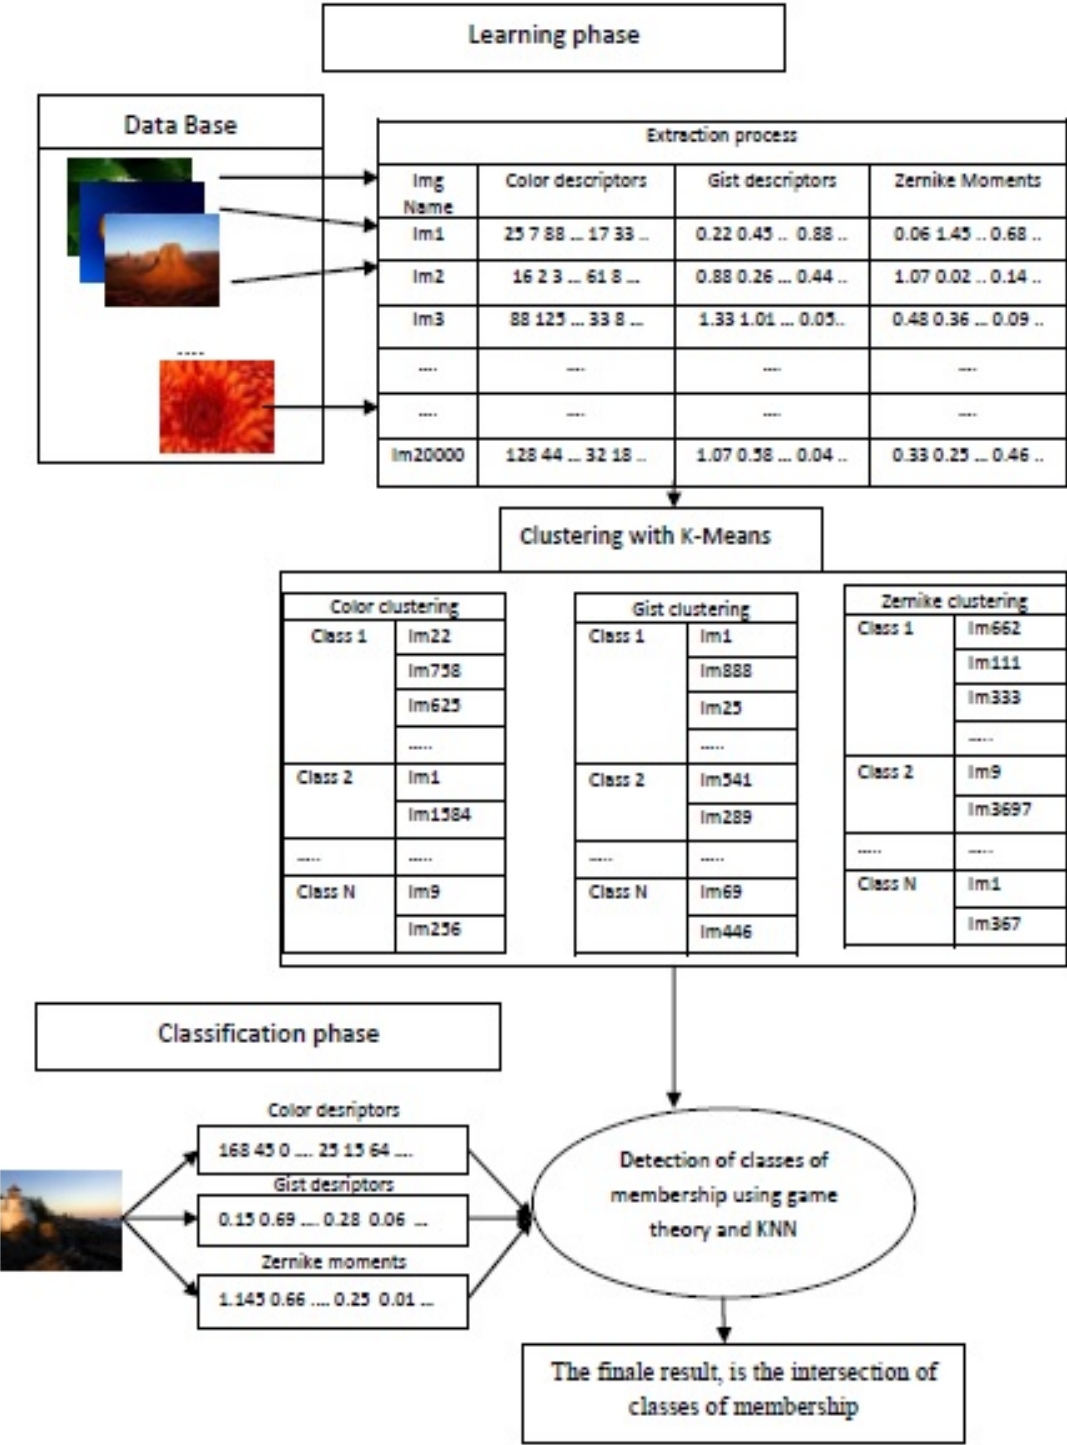 Learning phase
Data Base
....
Extraction process
Img Name Color descriptors Gist descriptors Zernike Moments
Im1 25 7 88 ... 17 33 .. 0.22 0.45 .. 0.88 .. 0.06 1.45 .. 0.68 ..
Im2 16 2 3 ... 61 8 ... 0.88 0.26 ... 0.44 .. 1.07 0.02 .. 0.14 ..
Im3 88 125 ... 33 8 ... 1.33 1.01 ... 0.05.. 0.48 0.36 ... 0.09 ..
.... .... .... ....
.... .... .... ....
Im20000 128 44 ... 32 18 .. 1.07 0.58 ... 0.04 .. 0.33 0.25 ... 0.46 ..
Clustering with K-Means
Color clustering
Class 1 Im22
Im758
Im625
.....
Class 2 Im1
Im1584
..... .....
Class N Im9
Im256
Gist clustering
Class 1 Im1
Im888
Im25
.....
Class 2 Im541
Im289
..... .....
Class N Im69
Im446
Zernike clustering
Class 1 Im662
Im111
Im333
.....
Class 2 Im9
Im3697
..... .....
Class N Im1
Im367
Classification phase
Color desriptors
168 45 0 .... 25 15 64 ....
Gist desriptors
0.15 0.69 .... 0.28 0.06 ...
Zernike moments
1.145 0.66 .... 0.25 0.01 ...
Detection of classes of
membership using game
theory and KNN
The finale result, is the intersection of
classes of membership